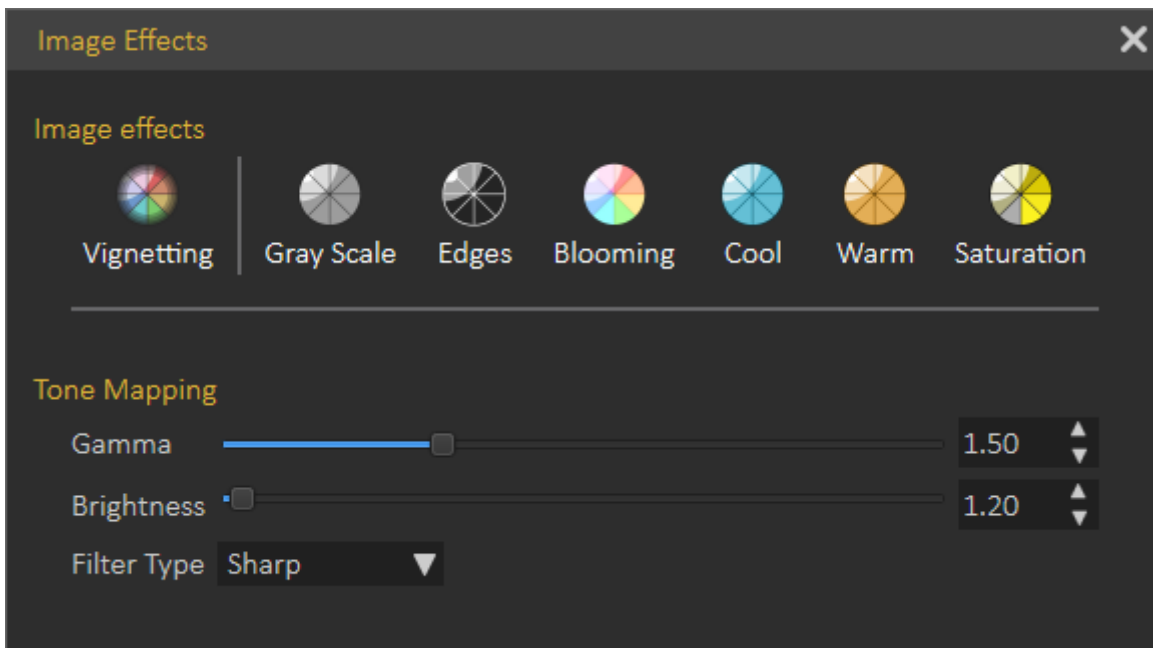 Image Effects
Image effects
Vignetting Gray Scale Edges Blooming Cool Warm Saturation
Tone Mapping
Gamma 1.50
Brightness 1.20
Filter Type Sharp